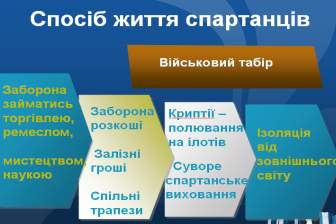 Спосіб життя спартанців
Військовий табір
Заборона
займатись
торгівлею,
ремеслом,
мистецтвом
наукою
Заборона
розкоші
Залізні
гроші
Спільні
трапези
Криптії –
полювання
на ілотів
Суворе
спартанське
виховання
Ізоляція
від
зовнішнього
світу